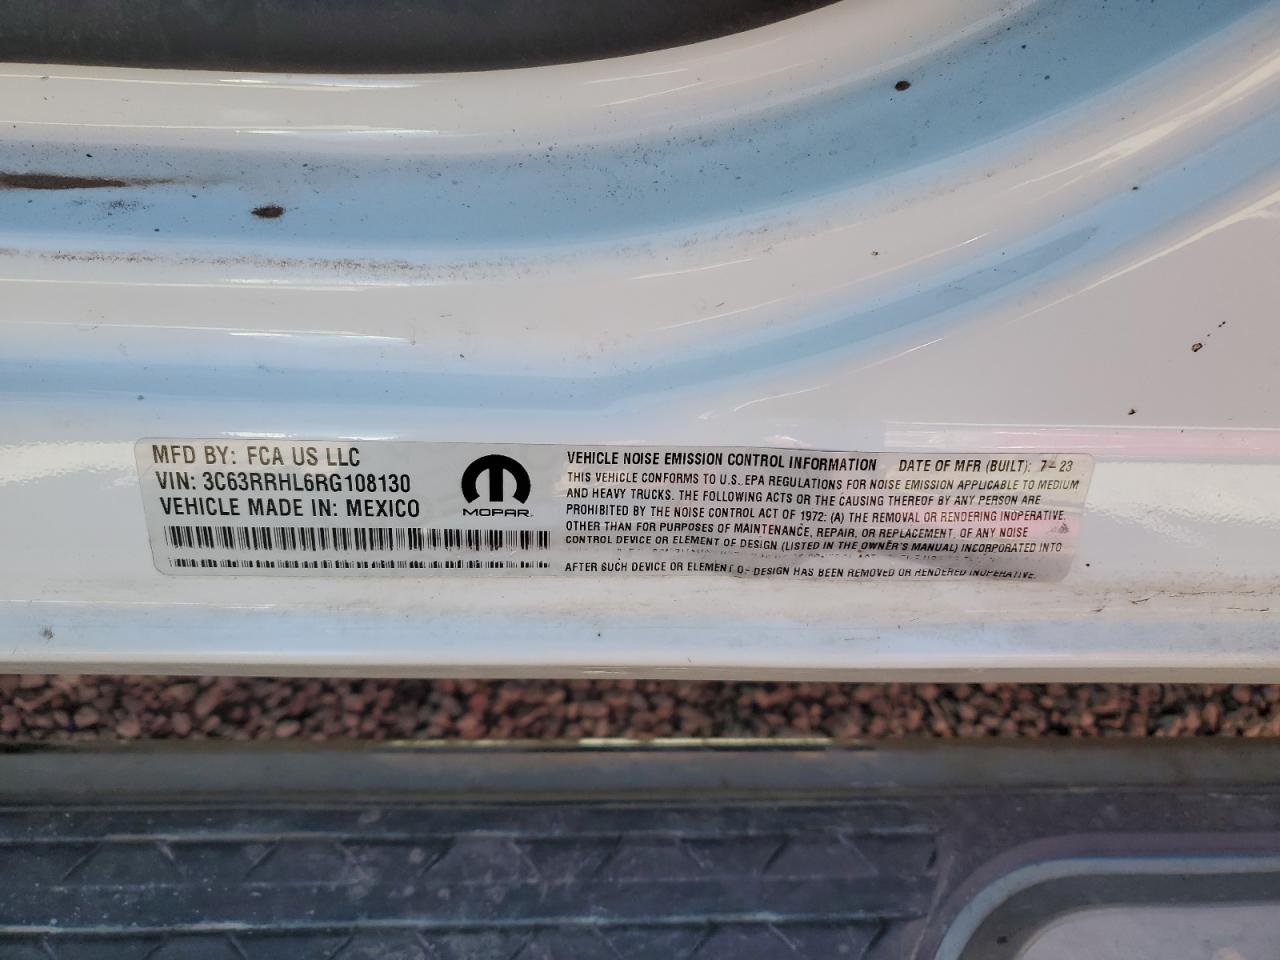 MFD BY: FCA US LLC
VIN: 3C63RRHL6RG108130
VEHICLE MADE IN: MEXICO
MOPAR
VEHICLE NOISE EMISSION CONTROL INFORMATION DATE OF MFR (BUILT): 7-23
THIS VEHICLE CONFORMS TO U.S. EPA REGULATIONS FOR NOISE EMISSION APPLICABLE TO MEDIUM
AND HEAVY TRUCKS. THE FOLLOWING ACTS OR THE CAUSING THEREOF BY ANY PERSON ARE
PROHIBITED BY THE NOISE CONTROL ACT OF 1972: (A) THE REMOVAL OR RENDERING INOPERATIVE,
OTHER THAN FOR PURPOSES OF MAINTENANCE, REPAIR, OR REPLACEMENT, OF ANY NOISE
CONTROL DEVICE OR ELEMENT OF DESIGN (LISTED IN THE OWNER'S MANUAL) INCORPORATED INTO
AFTER SUCH DEVICE OR ELEMENT O- DESIGN HAS BEEN REMOVED OR RENDERED INOPERATIVE.